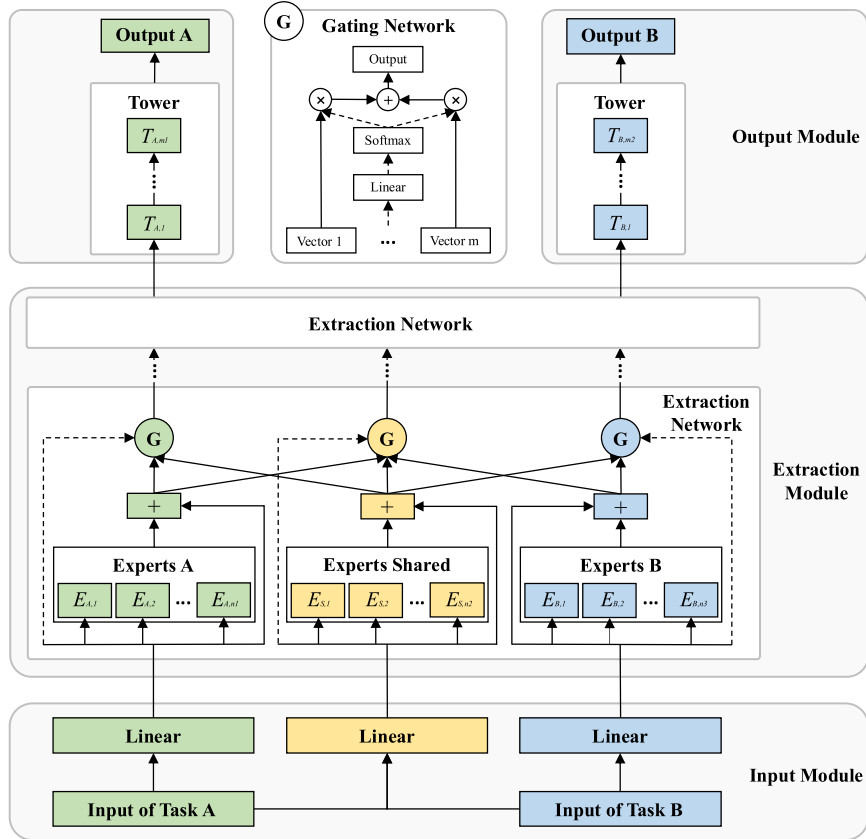 Output A
G
Gating Network
Output B
Output
Tower
×
+
×
Tower
T_{A,m1}
Softmax
T_{B,m2}
Output Module
...
Linear
...
T_{A,1}
T_{B,1}
Vector 1
...
Vector m
Extraction Network
...
...
...
Extraction
Network
G
G
G
Extraction
Module
+
+
+
Experts A
Experts Shared
Experts B
E_{A,1} E_{A,2} ... E_{A,n1}
E_{S,1} E_{S,2} ... E_{S,n2}
E_{B,1} E_{B,2} ... E_{B,n3}
Linear
Linear
Linear
Input Module
Input of Task A
Input of Task B